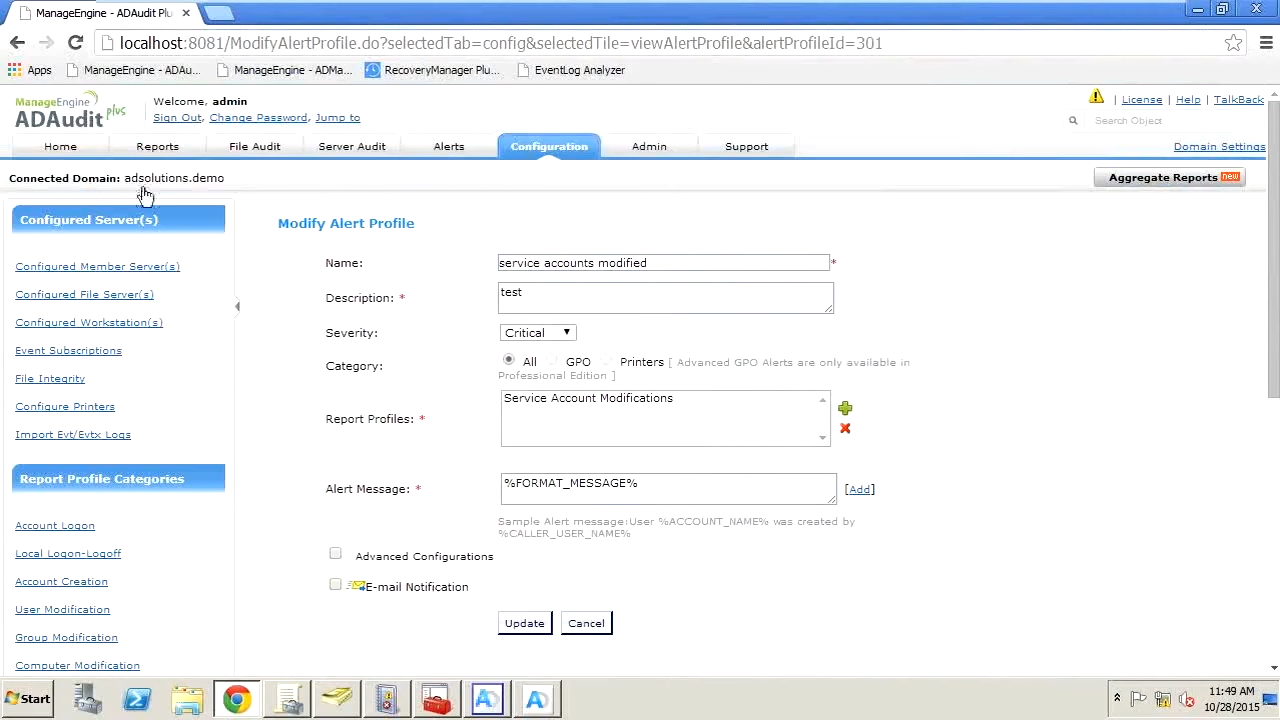 ManageEngine - ADAudit Plu
localhost:8081/ModifyAlertProfile.do?selectedTab=config&selectedTile=viewAlertProfile&alertProfileId=301
Apps ManageEngine - ADAu... ManageEngine - ADMa... RecoveryManager Plu... EventLog Analyzer
ManageEngine
ADAudit plus
Welcome, admin
Sign Out, Change Password, Jump to
| License | Help | TalkBack
Search Object
Home Reports File Audit Server Audit Alerts Configuration Admin Support Domain Settings
Connected Domain: adsolutions.demo
Aggregate Reports new
Configured Server(s)
Configured Member Server(s)
Configured File Server(s)
Configured Workstation(s)
Event Subscriptions
File Integrity
Configure Printers
Import Evt/Evtx Logs
Report Profile Categories
Account Logon
Local Logon-Logoff
Account Creation
User Modification
Group Modification
Computer Modification
Modify Alert Profile
Name: service accounts modified *
Description: * test
Severity: Critical
Category: All GPO Printers [ Advanced GPO Alerts are only available in
Professional Edition ]
Report Profiles: * Service Account Modifications
Alert Message: * %FORMAT_MESSAGE% [Add]
Sample Alert message:User %ACCOUNT_NAME% was created by
%CALLER_USER_NAME%
Advanced Configurations
E-mail Notification
Update Cancel
Start
11:49 AM
10/28/2015